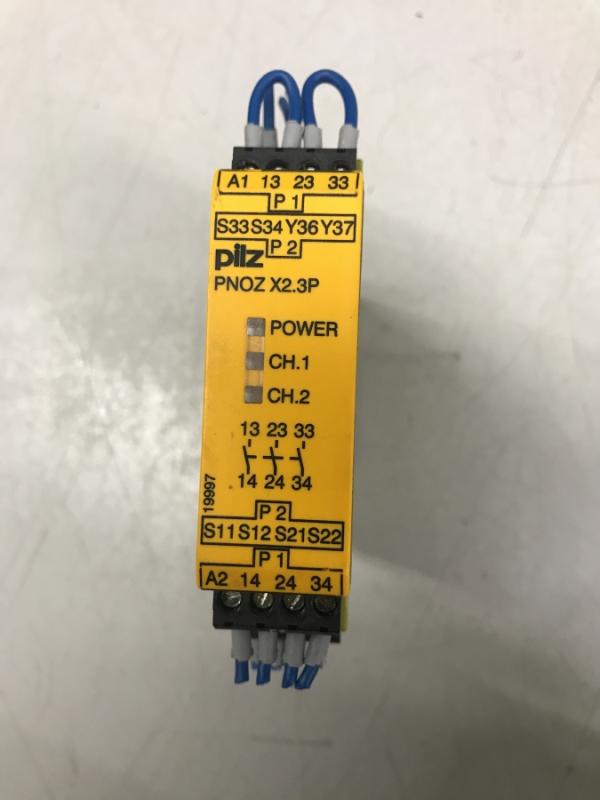 A1 13 23 33
P 1
S33 S34 Y36 Y37
P 2
pilz
PNOZ X2.3P
POWER
CH.1
CH.2
13 23 33
14 24 34
19997
P 2
S11 S12 S21 S22
P 1
A2 14 24 34